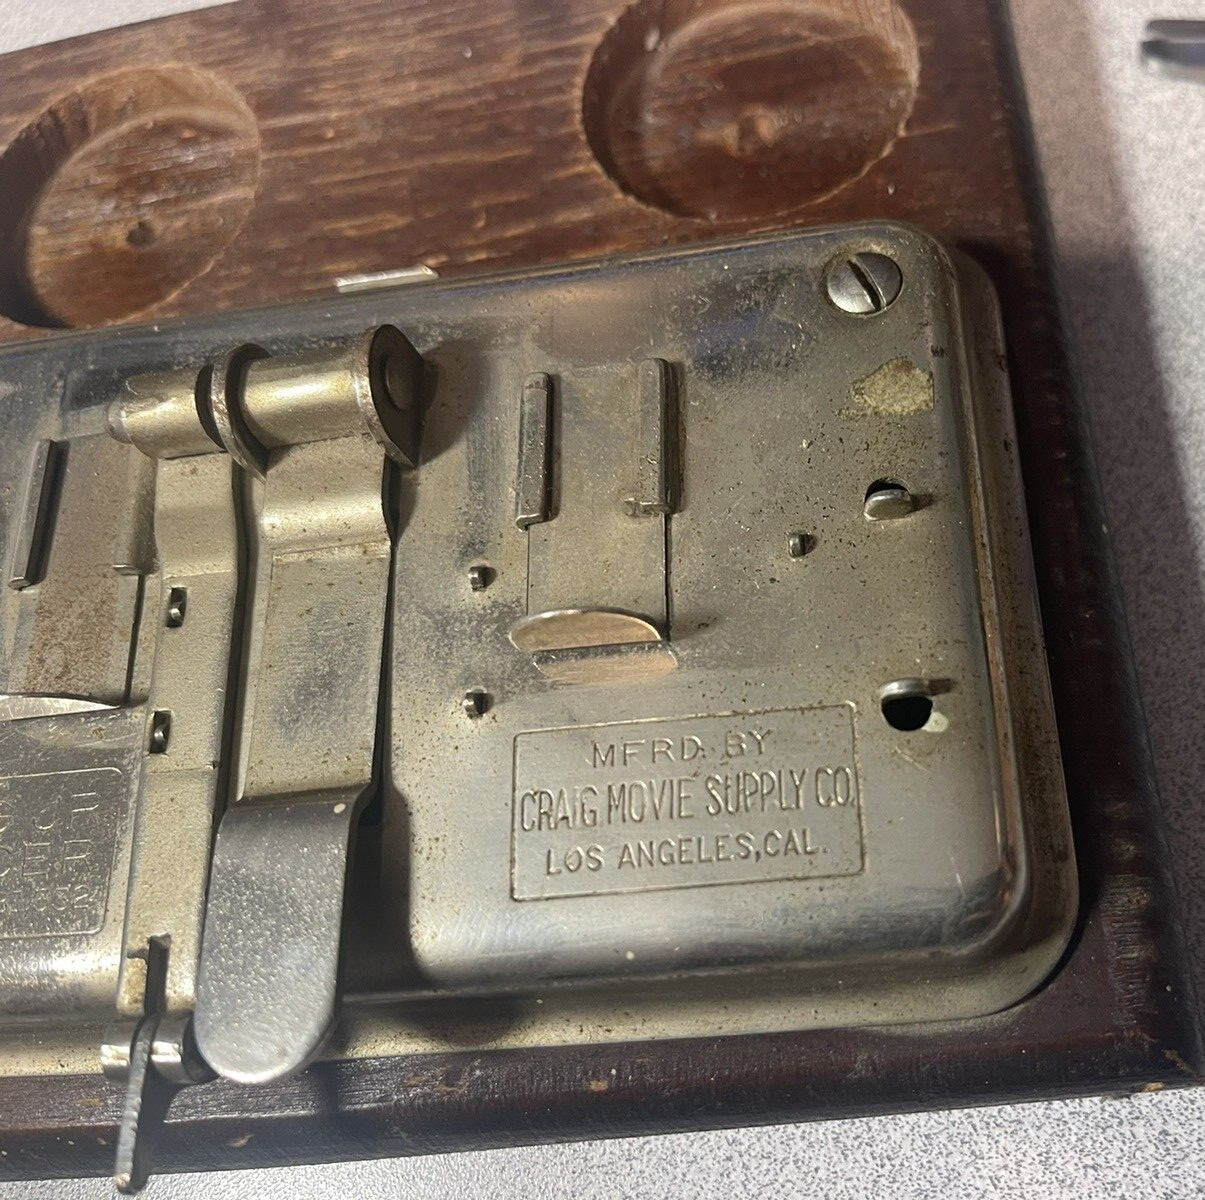 MFRD. BY
CRAIG MOVIE SUPPLY CO.
LOS ANGELES, CAL.